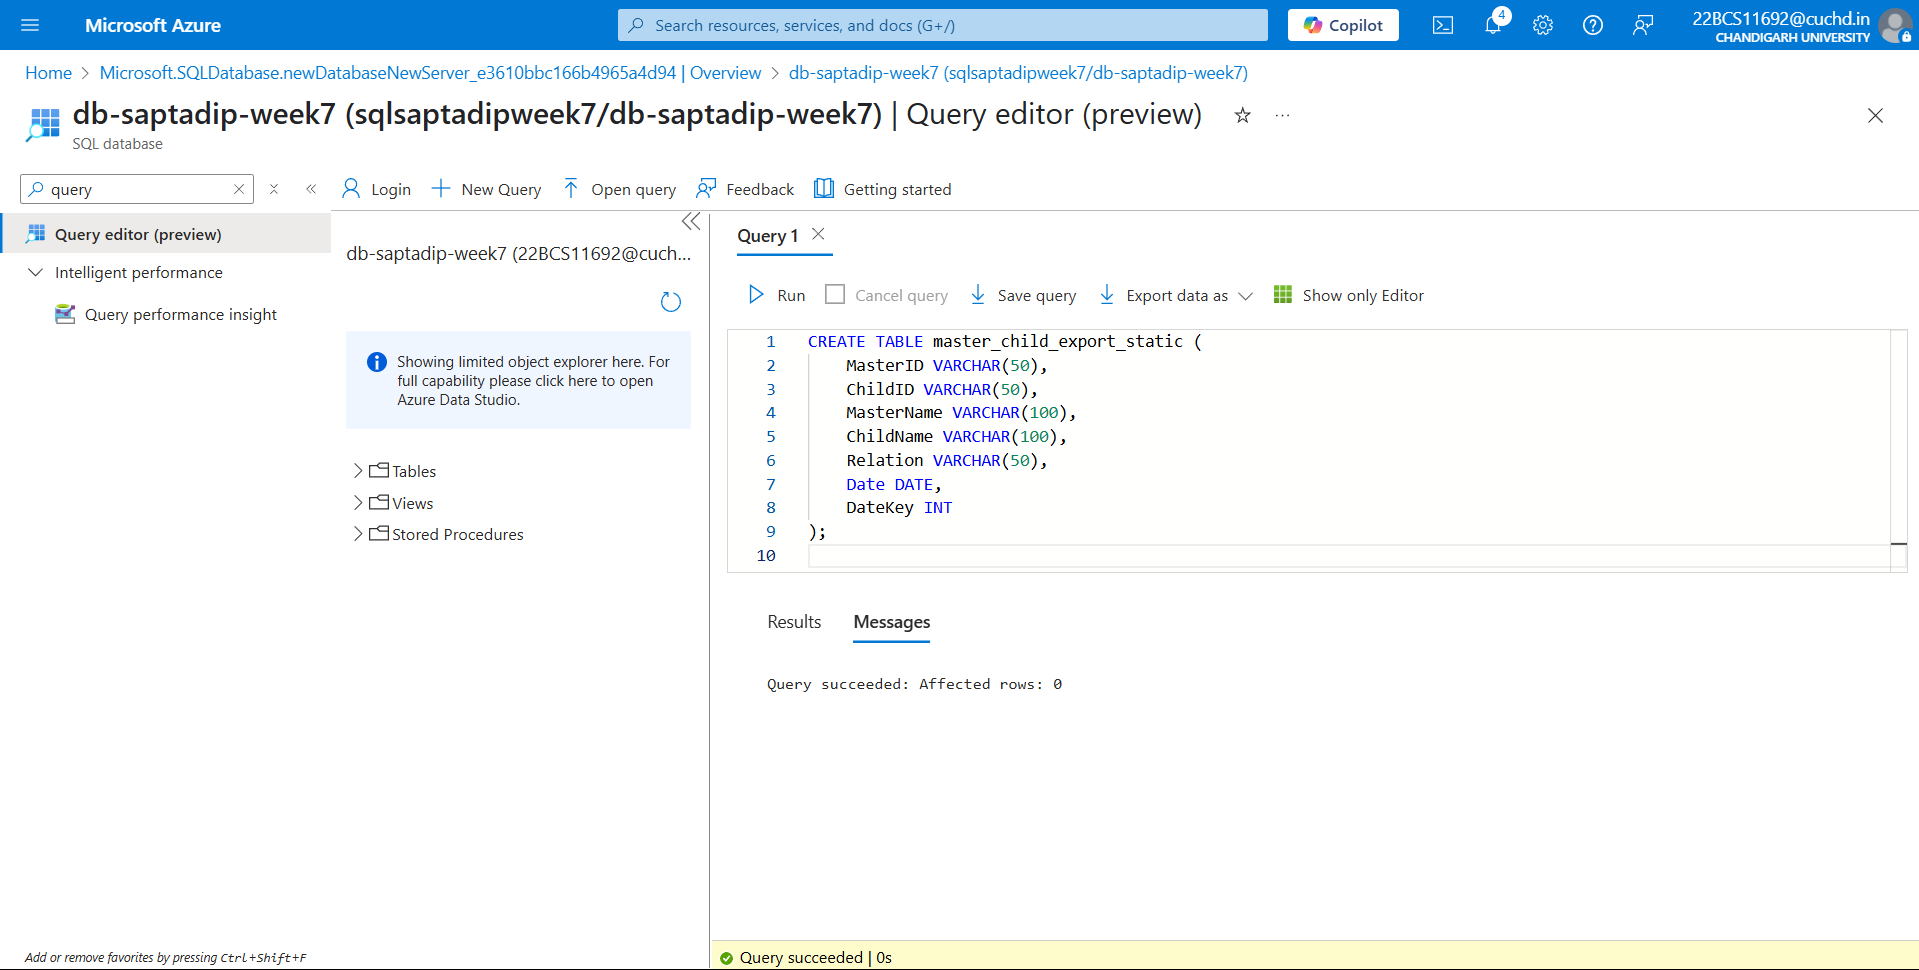 Microsoft Azure
Search resources, services, and docs (G+/)
Copilot
4
22BCS11692@cuchd.in
CHANDIGARH UNIVERSITY
Home > Microsoft.SQLDatabase.newDatabaseNewServer_e3610bbc166b4965a4d94 | Overview > db-saptadip-week7 (sqlsaptadipweek7/db-saptadip-week7)
db-saptadip-week7 (sqlsaptadipweek7/db-saptadip-week7) | Query editor (preview)
SQL database
query
Login
New Query
Open query
Feedback
Getting started
Query editor (preview)
Intelligent performance
Query performance insight
db-saptadip-week7 (22BCS11692@cuch...
Showing limited object explorer here. For
full capability please click here to open
Azure Data Studio.
Tables
Views
Stored Procedures
Query 1
Run
Cancel query
Save query
Export data as
Show only Editor
1 CREATE TABLE master_child_export_static (
2 MasterID VARCHAR(50),
3 ChildID VARCHAR(50),
4 MasterName VARCHAR(100),
5 ChildName VARCHAR(100),
6 Relation VARCHAR(50),
7 Date DATE,
8 DateKey INT
9 );
10
Results
Messages
Query succeeded: Affected rows: 0
Add or remove favorites by pressing Ctrl+Shift+F
Query succeeded | 0s